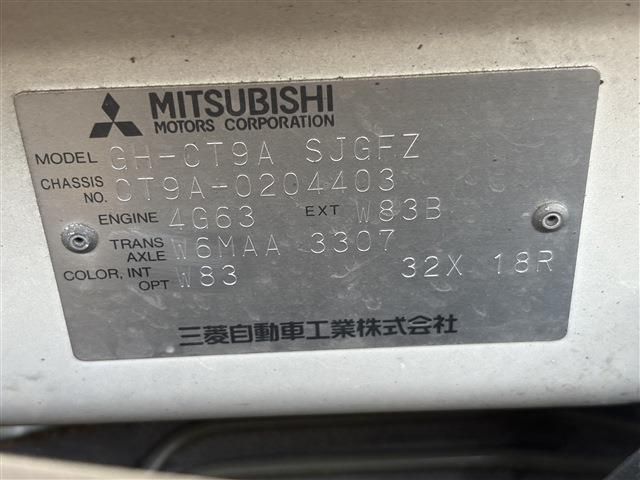 MITSUBISHI
MOTORS CORPORATION
MODEL GH-CT9A SJGFZ
CHASSIS NO. CT9A-0204403
ENGINE 4G63 EXT W83B
TRANS AXLE W6MAA 3307
COLOR, INT OPT W83 32X 18R
三菱自動車工業株式会社